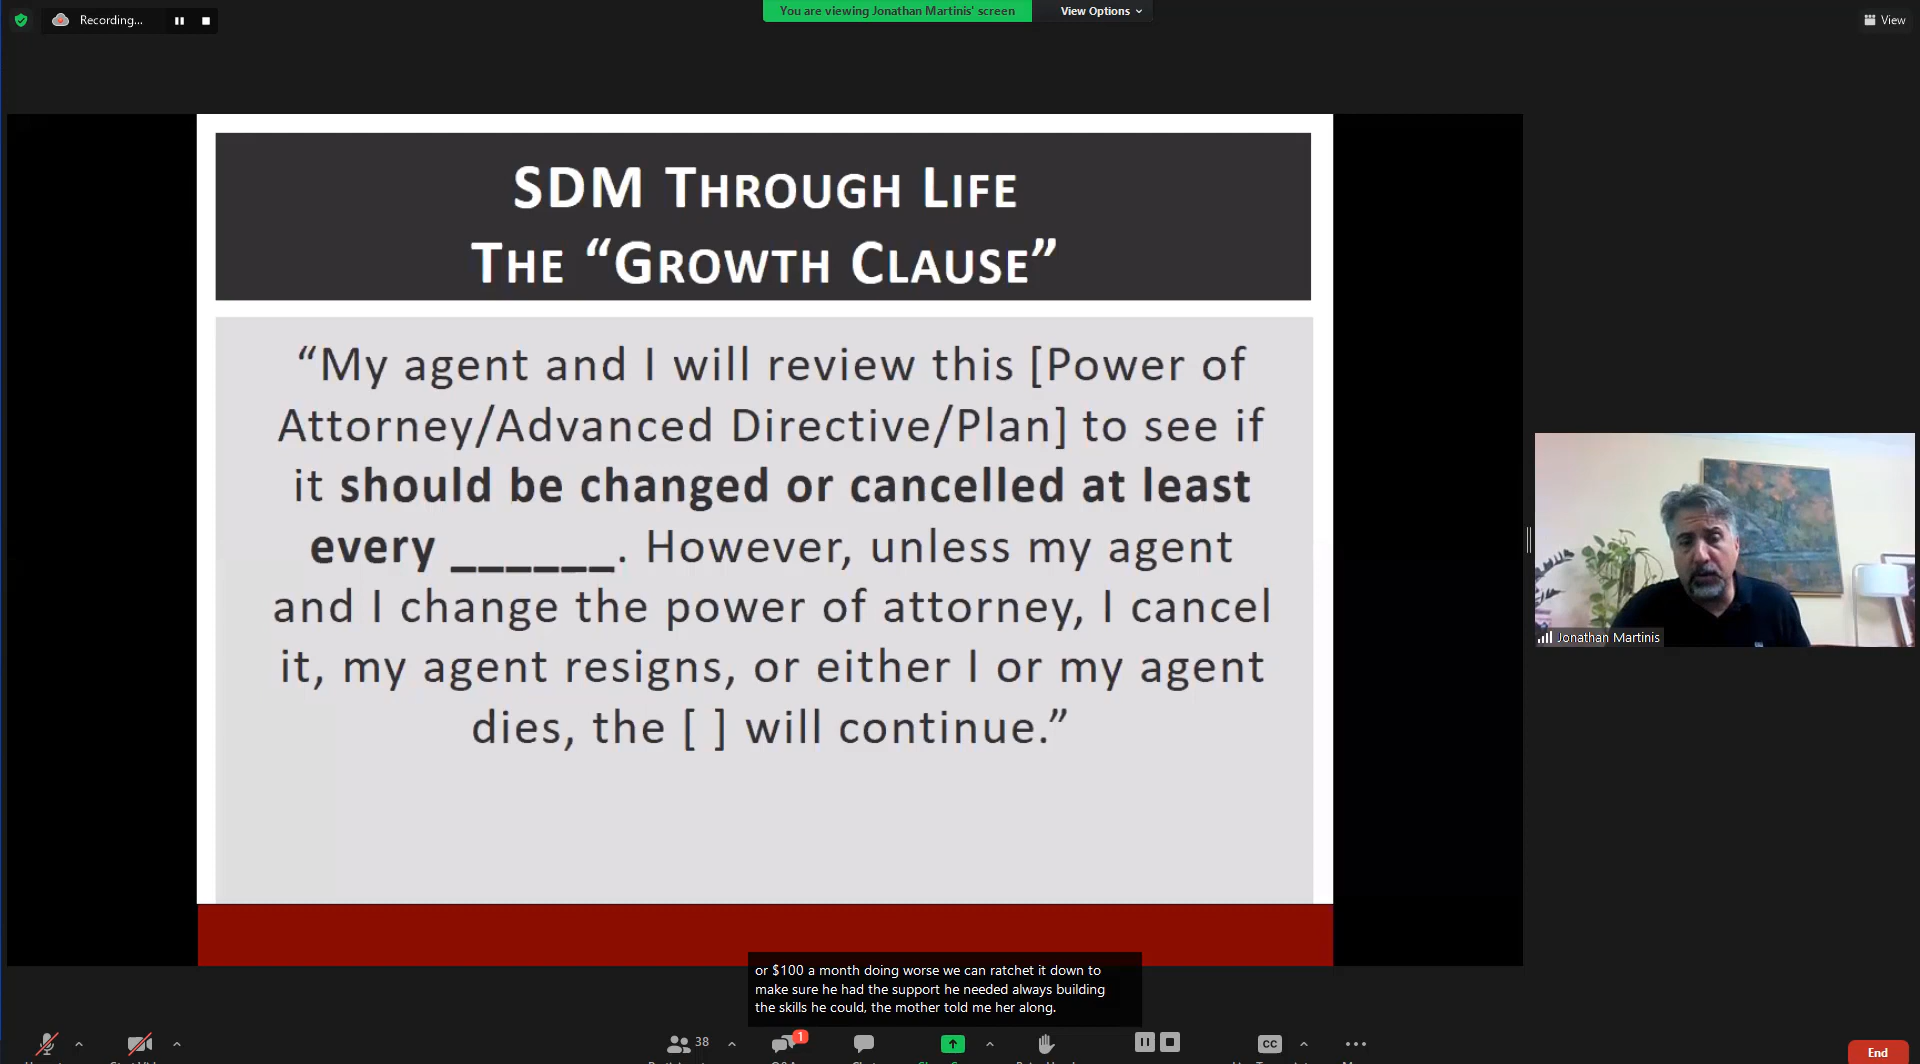 Recording...
You are viewing Jonathan Martinis' screen
View Options
View
SDM THROUGH LIFE
THE “GROWTH CLAUSE”
“My agent and I will review this [Power of
Attorney/Advanced Directive/Plan] to see if
it should be changed or cancelled at least
every ______. However, unless my agent
and I change the power of attorney, I cancel
it, my agent resigns, or either I or my agent
dies, the [ ] will continue.”
Jonathan Martinis
or $100 a month doing worse we can ratchet it down to
make sure he had the support he needed always building
the skills he could, the mother told me her along.
38
1
CC
End